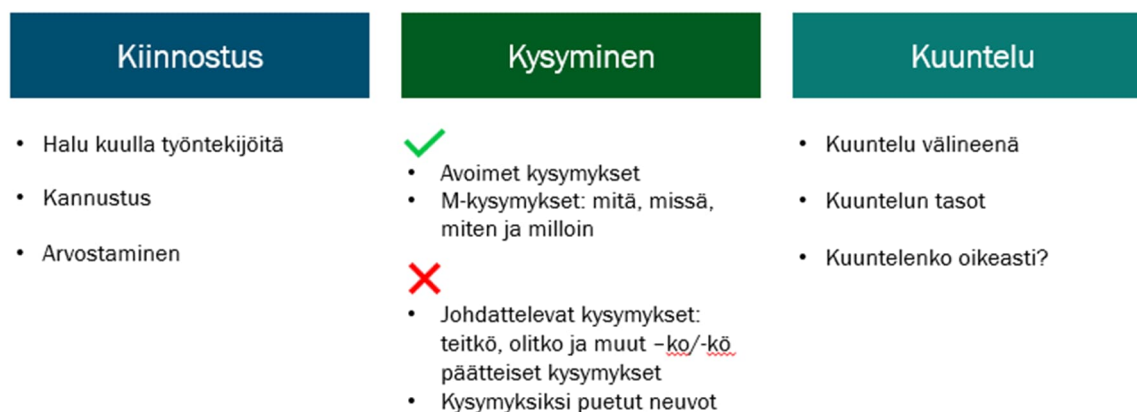 Kiinnostus
• Halu kuulla työntekijöitä
• Kannustus
• Arvostaminen
Kysyminen
• Avoimet kysymykset
• M-kysymykset: mitä, missä,
miten ja milloin
• Johdattelevat kysymykset:
teitkö, olitko ja muut –ko/-kö
päätteiset kysymykset
• Kysymyksiksi puetut neuvot
Kuuntelu
• Kuuntelu välineenä
• Kuuntelun tasot
• Kuuntelenko oikeasti?